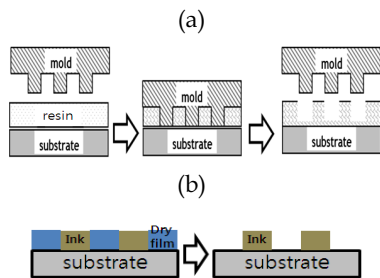 (a)
mold
resin
substrate
mold
substrate
mold
substrate
(b)
Ink
Dry
film
substrate
Ink
substrate